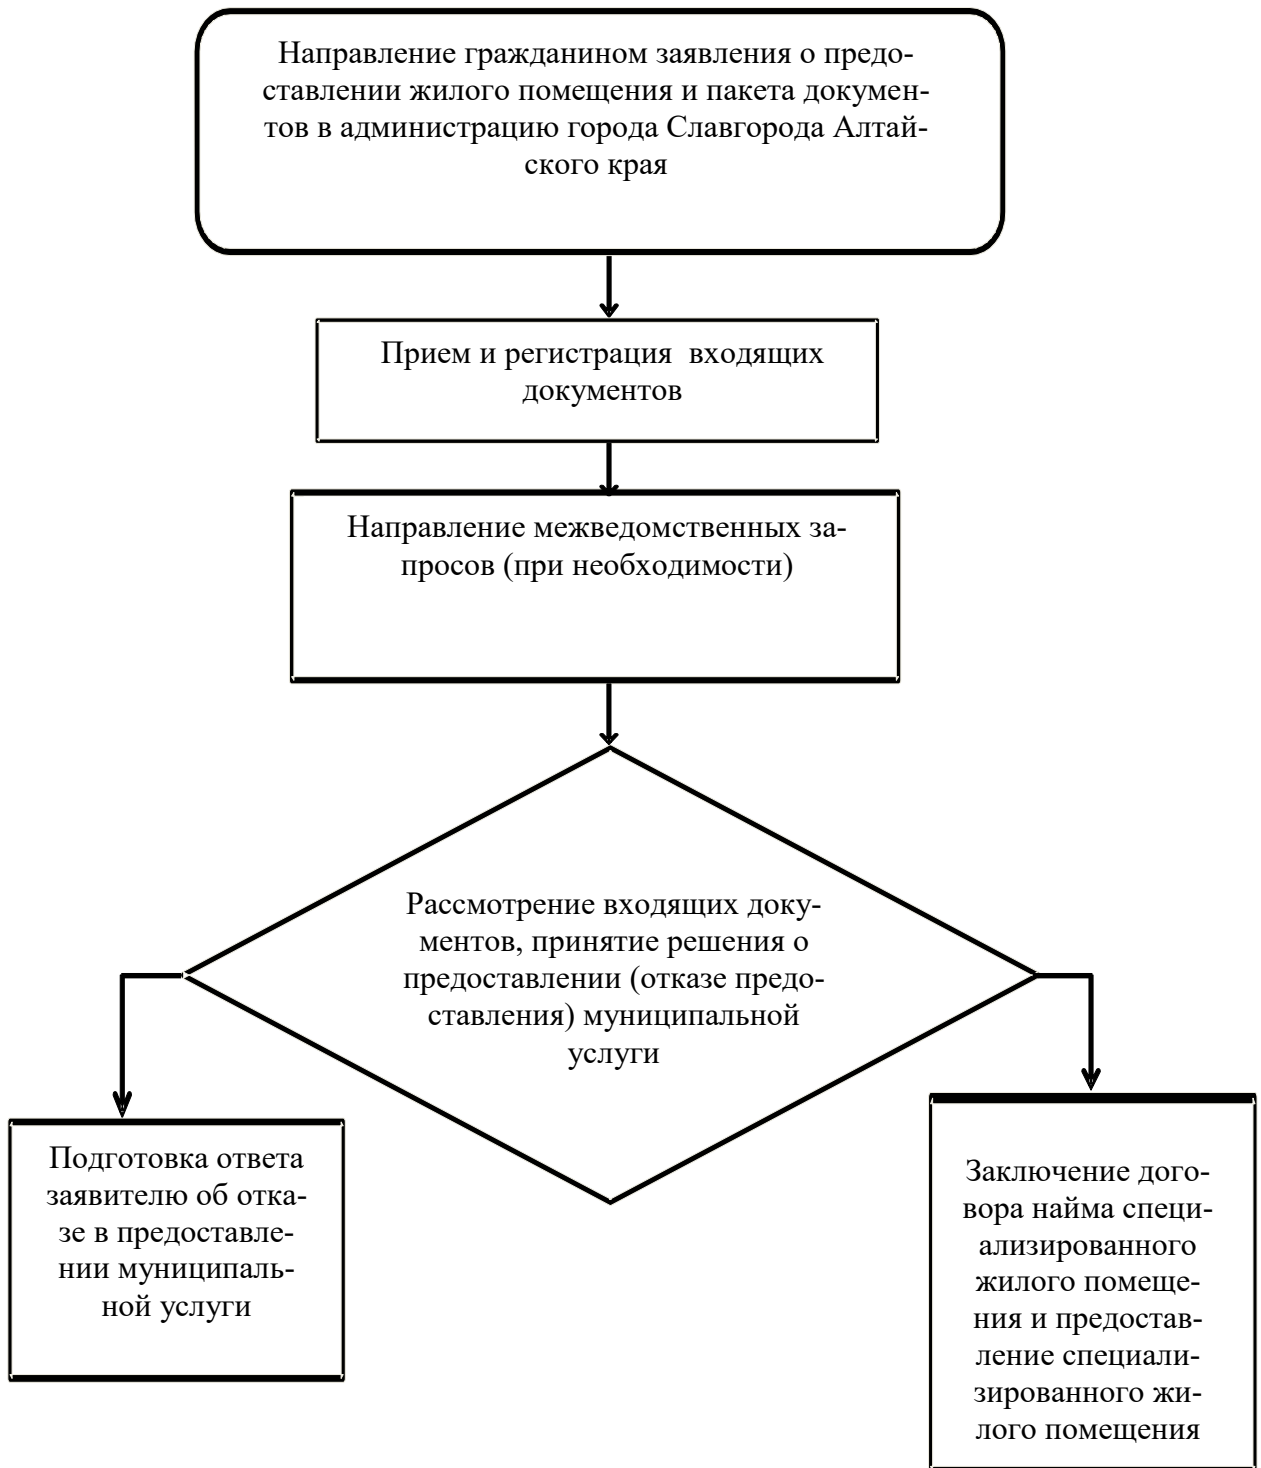 Направление гражданином заявления о предо-
ставлении жилого помещения и пакета докумен-
тов в администрацию города Славгорода Алтай-
ского края
Прием и регистрация  входящих
документов
Направление межведомственных за-
просов (при необходимости)
Рассмотрение входящих доку-
ментов, принятие решения о
предоставлении (отказе предо-
ставления) муниципальной
услуги
Подготовка ответа
заявителю об отка-
зе в предоставле-
нии муниципаль-
ной услуги
Заключение дого-
вора найма специ-
ализированного
жилого помеще-
ния и предостав-
ление специали-
зированного жи-
лого помещения